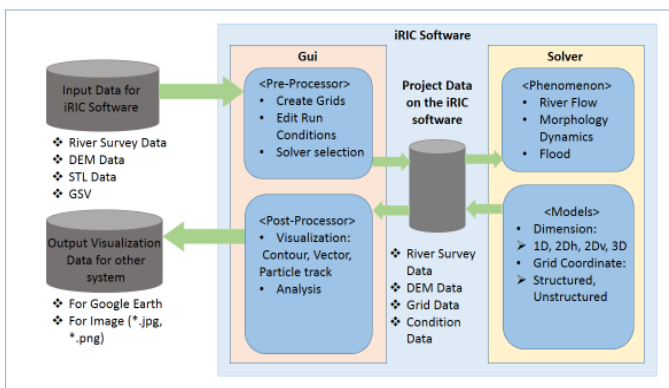 iRIC Software
Gui
Solver
Input Data for
iRIC Software
❖ River Survey Data
❖ DEM Data
❖ STL Data
❖ GSV
<Pre-Processor>
• Create Grids
• Edit Run
Conditions
• Solver selection
Project Data
on the iRIC
software
<Phenomenon>
• River Flow
• Morphology
Dynamics
• Flood
Output Visualization
Data for other
system
❖ For Google Earth
❖ For Image (*.jpg,
*.png)
<Post-Processor>
• Visualization:
Contour, Vector,
Particle track
• Analysis
❖ River Survey
Data
❖ DEM Data
❖ Grid Data
❖ Condition
Data
<Models>
• Dimension:
➢ 1D, 2Dh, 2Dv, 3D
• Grid Coordinate:
➢ Structured,
Unstructured